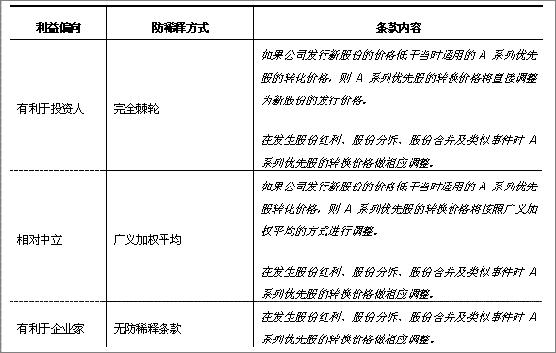 利益偏向 防稀释方式 条款内容
如果公司发行新股份的价格低于当时适用的 A 系列优先
股的转化价格，则 A 系列优先股的转换价格将直接调整
有利于投资人 完全棘轮 为新股份的发行价格。
在发生股份红利、股份分拆、股份合并及类似事件时 A
系列优先股的转换价格做相应调整。
如果公司发行新股份的价格低于当时适用的 A 系列优先
股转化价格，则 A 系列优先股的转换价格将按照广义加
相对中立 广义加权平均 权平均的方式进行调整。
在发生股份红利、股份分拆、股份合并及类似事件时 A
系列优先股的转换价格做相应调整。
有利于企业家 无防稀释条款 在发生股份红利、股份分拆、股份合并及类似事件时 A
系列优先股的转换价格做相应调整。